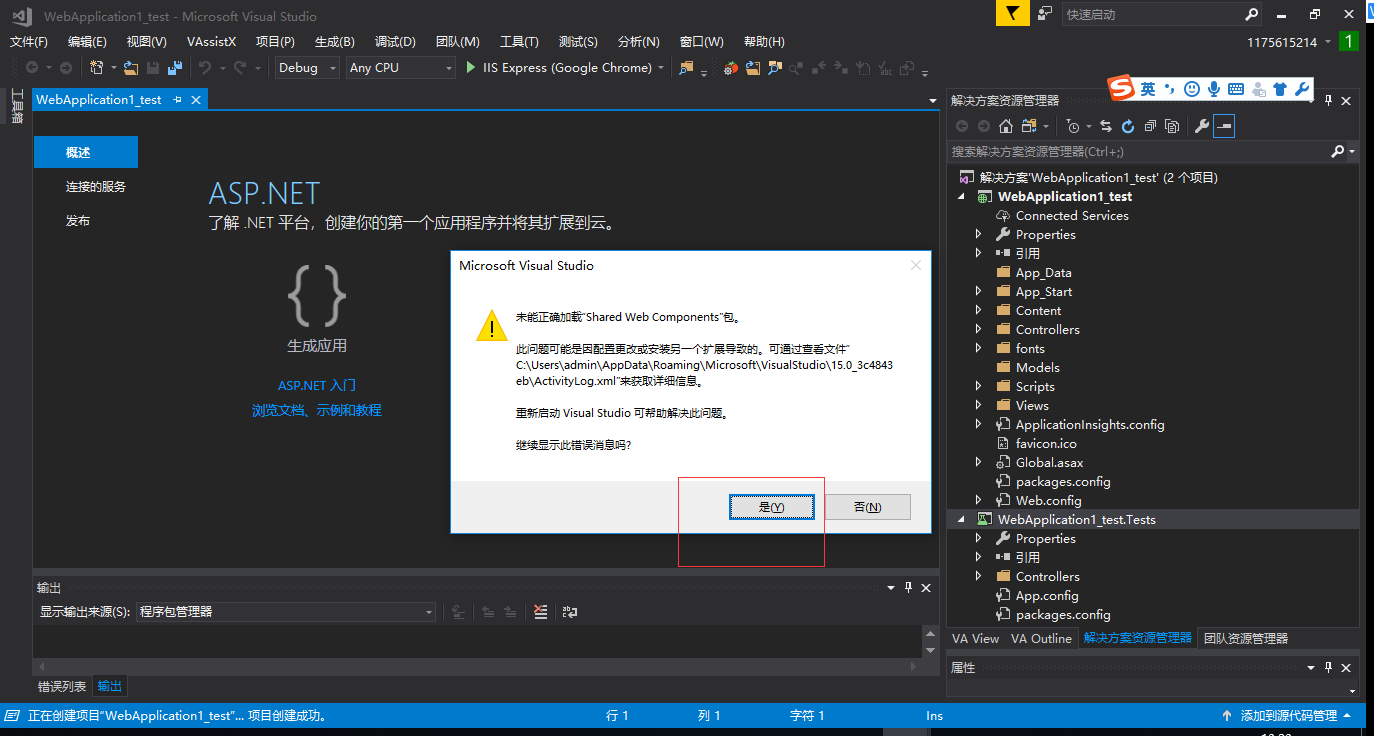 WebApplication1_test - Microsoft Visual Studio
快速启动
文件(F) 编辑(E) 视图(V) VAssistX 项目(P) 生成(B) 调试(D) 团队(M) 工具(T) 测试(S) 分析(N) 窗口(W) 帮助(H)
1175615214 1
Debug Any CPU IIS Express (Google Chrome)
工具箱
WebApplication1_test
概述
连接的服务
发布
ASP.NET
了解 .NET 平台，创建你的第一个应用程序并将其扩展到云。
{}
生成应用
ASP.NET 入门
浏览文档、示例和教程
Microsoft Visual Studio
未能正确加载“Shared Web Components”包。
此问题可能是因配置更改或安装另一个扩展导致的。可通过查看文件“
C:\Users\admin\AppData\Roaming\Microsoft\VisualStudio\15.0_3c4843
eb\ActivityLog.xml”来获取详细信息。
重新启动 Visual Studio 可帮助解决此问题。
继续显示此错误消息吗?
是(Y) 否(N)
输出
显示输出来源(S): 程序包管理器
错误列表 输出
S 英
解决方案资源管理器
搜索解决方案资源管理器(Ctrl+;)
解决方案'WebApplication1_test' (2 个项目)
WebApplication1_test
Connected Services
Properties
引用
App_Data
App_Start
Content
Controllers
fonts
Models
Scripts
Views
ApplicationInsights.config
favicon.ico
Global.asax
packages.config
Web.config
WebApplication1_test.Tests
Properties
引用
Controllers
App.config
packages.config
VA View VA Outline 解决方案资源管理器 团队资源管理器
属性
正在创建项目“WebApplication1_test”... 项目创建成功。 行 1 列 1 字符 1 Ins 添加到源代码管理